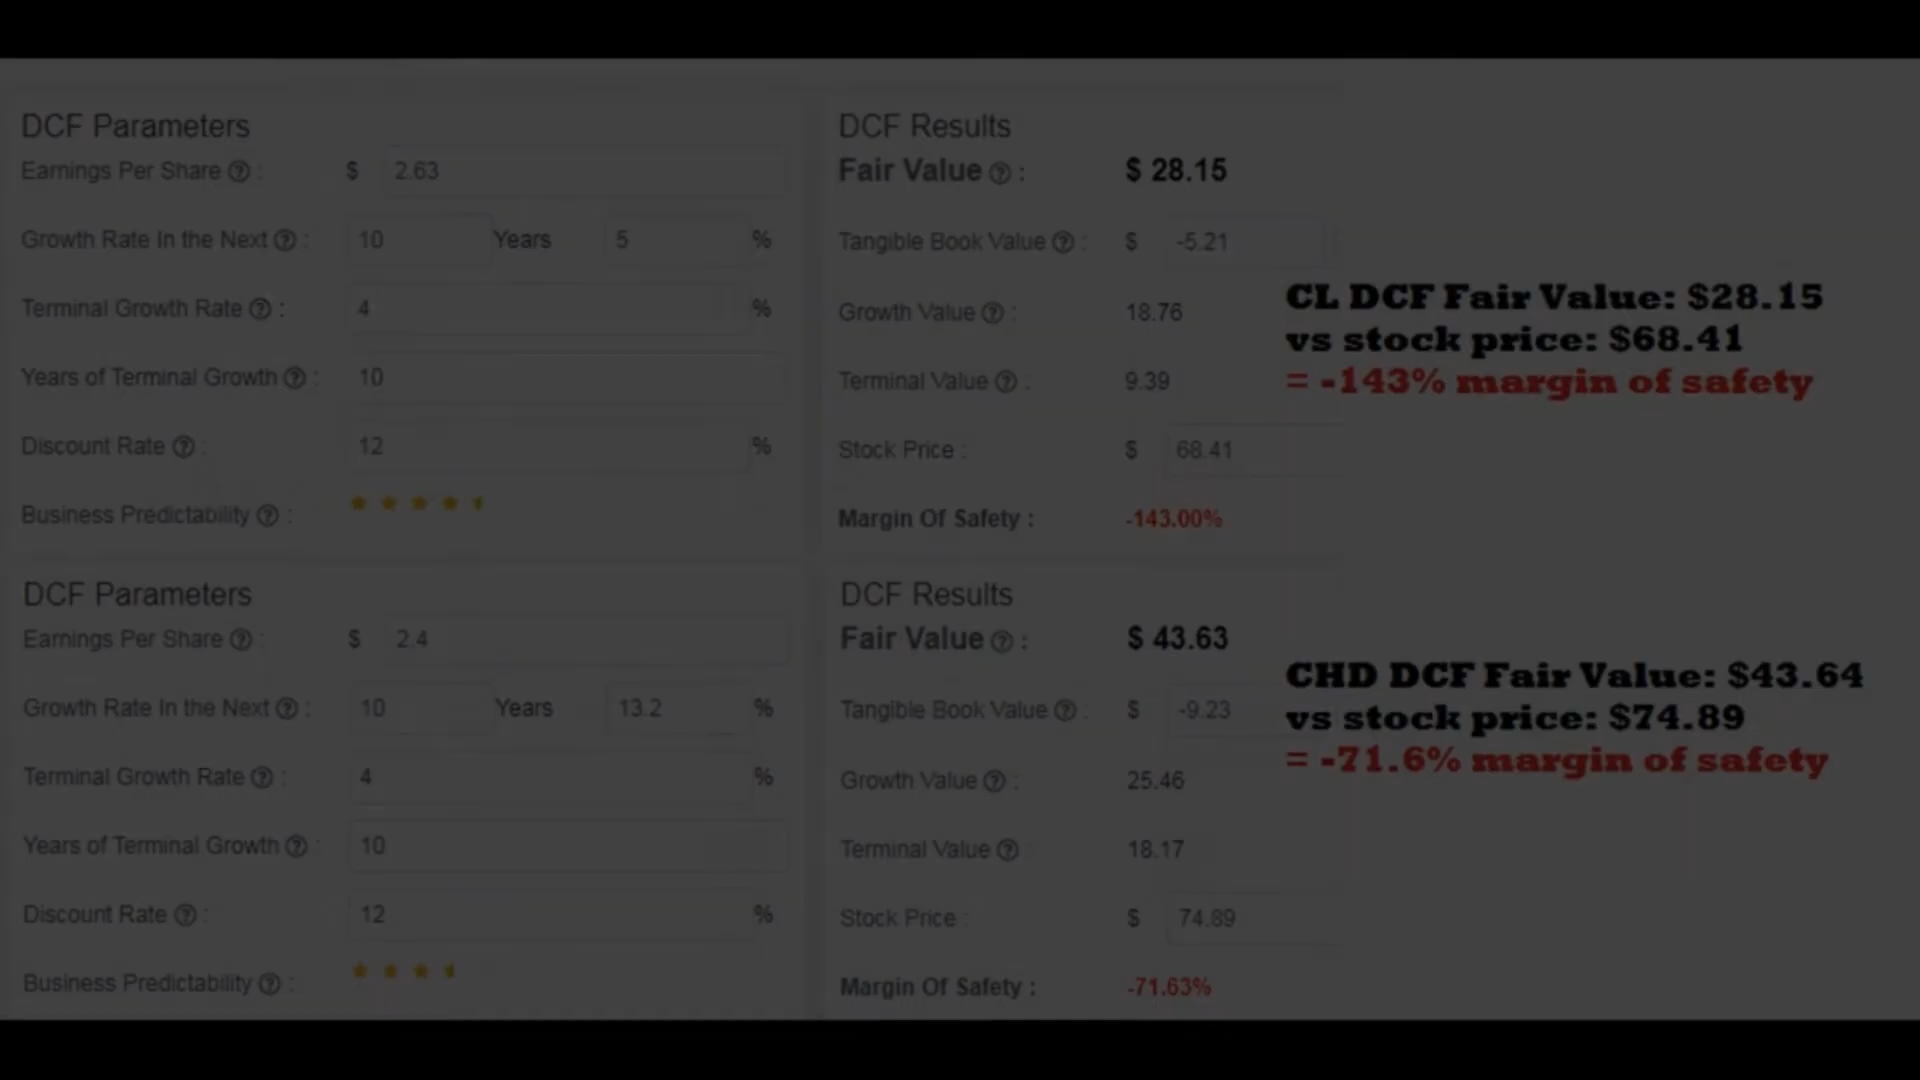 DCF Parameters
Earnings Per Share ? : $ 2.63
Growth Rate In the Next ? : 10 Years 5 %
Terminal Growth Rate ? : 4 %
Years of Terminal Growth ? : 10
Discount Rate ? : 12 %
Business Predictability ? :
DCF Results
Fair Value ? : $ 28.15
Tangible Book Value ? : $ -5.21
Growth Value ? : 18.76
Terminal Value ? : 9.39
Stock Price : $ 68.41
Margin Of Safety : -143.00%
CL DCF Fair Value: $28.15
vs stock price: $68.41
= -143% margin of safety
DCF Parameters
Earnings Per Share ? : $ 2.4
Growth Rate In the Next ? : 10 Years 13.2 %
Terminal Growth Rate ? : 4 %
Years of Terminal Growth ? : 10
Discount Rate ? : 12 %
Business Predictability ? :
DCF Results
Fair Value ? : $ 43.63
Tangible Book Value ? : $ -9.23
Growth Value ? : 25.46
Terminal Value ? : 18.17
Stock Price : $ 74.89
Margin Of Safety : -71.63%
CHD DCF Fair Value: $43.64
vs stock price: $74.89
= -71.6% margin of safety